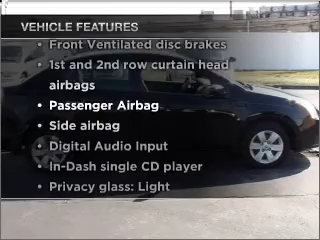 VEHICLE FEATURES
• Front Ventilated disc brakes
• 1st and 2nd row curtain head
airbags
• Passenger Airbag
• Side airbag
• Digital Audio Input
• In-Dash single CD player
• Privacy glass: Light